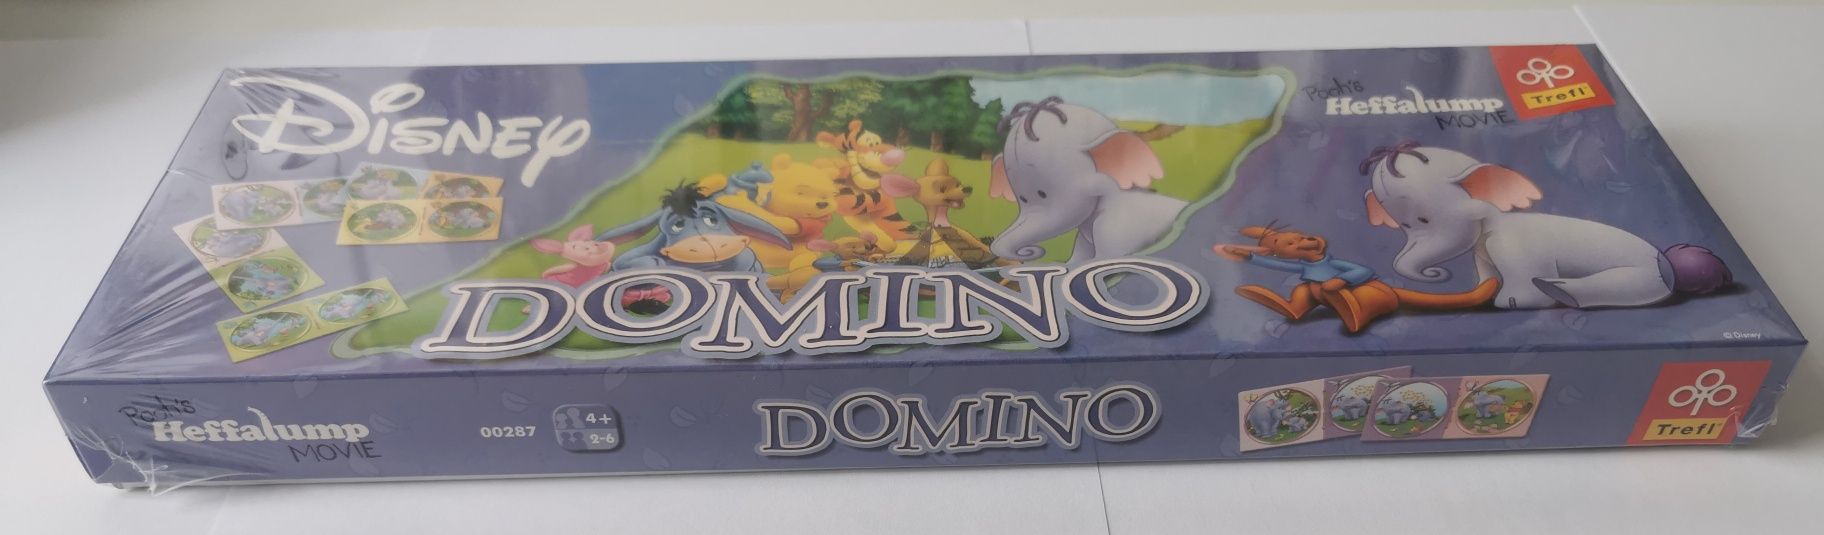 Disney
Pooh's
Heffalump
MOVIE
Trefl
DOMINO
© Disney
Pooh's
Heffalump
MOVIE
00287
4+
2-6
DOMINO
Trefl